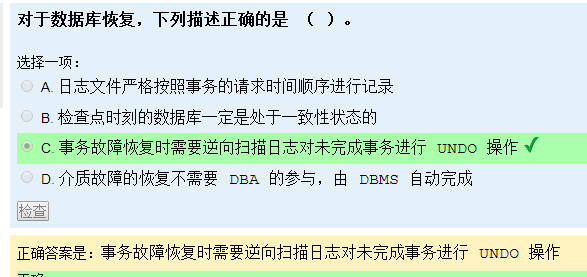 对于数据库恢复，下列描述正确的是 （ ）。
选择一项：
A. 日志文件严格按照事务的请求时间顺序进行记录
B. 检查点时刻的数据库一定是处于一致性状态的
C. 事务故障恢复时需要逆向扫描日志对未完成事务进行 UNDO 操作
D. 介质故障的恢复不需要 DBA 的参与，由 DBMS 自动完成
检查
正确答案是：事务故障恢复时需要逆向扫描日志对未完成事务进行 UNDO 操作